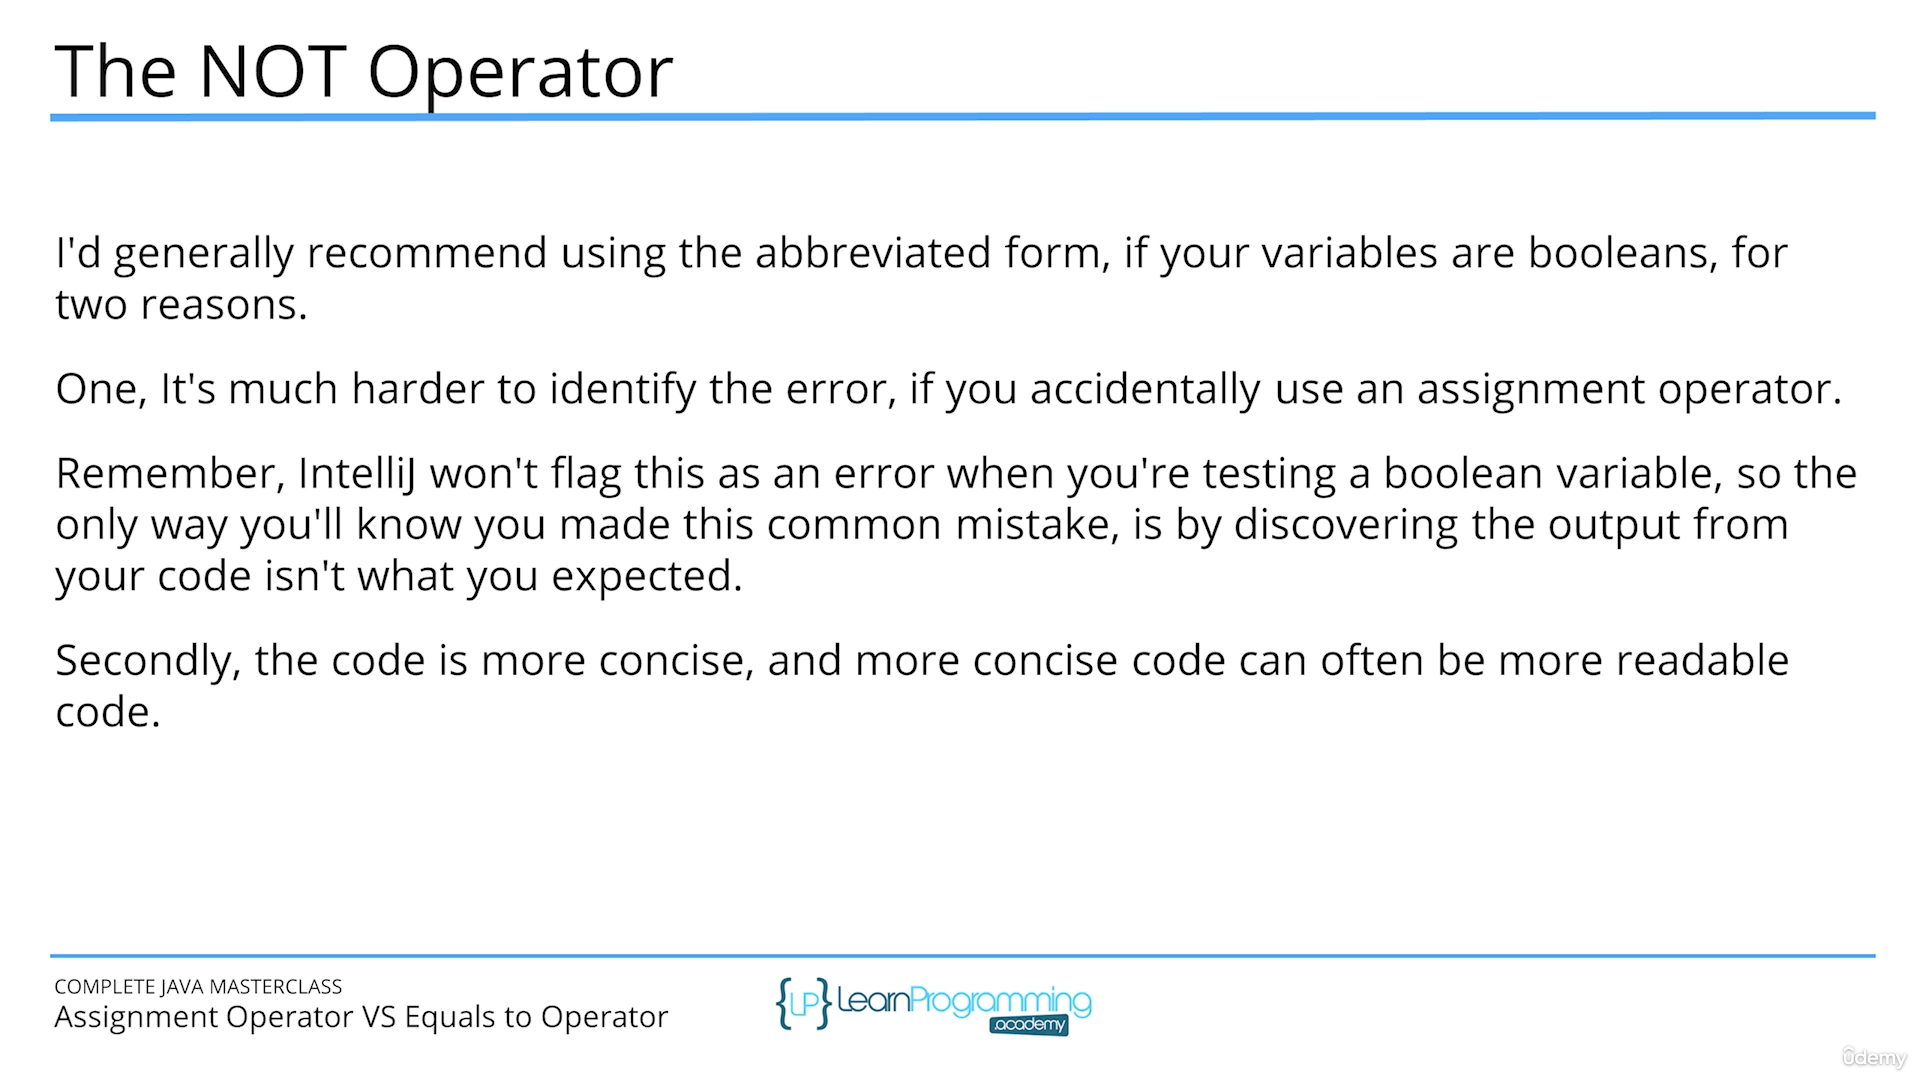 The NOT Operator
I'd generally recommend using the abbreviated form, if your variables are booleans, for
two reasons.
One, It's much harder to identify the error, if you accidentally use an assignment operator.
Remember, IntelliJ won't flag this as an error when you're testing a boolean variable, so the
only way you'll know you made this common mistake, is by discovering the output from
your code isn't what you expected.
Secondly, the code is more concise, and more concise code can often be more readable
code.
COMPLETE JAVA MASTERCLASS
Assignment Operator VS Equals to Operator
{LP} LearnProgramming
.academy
ûdemy